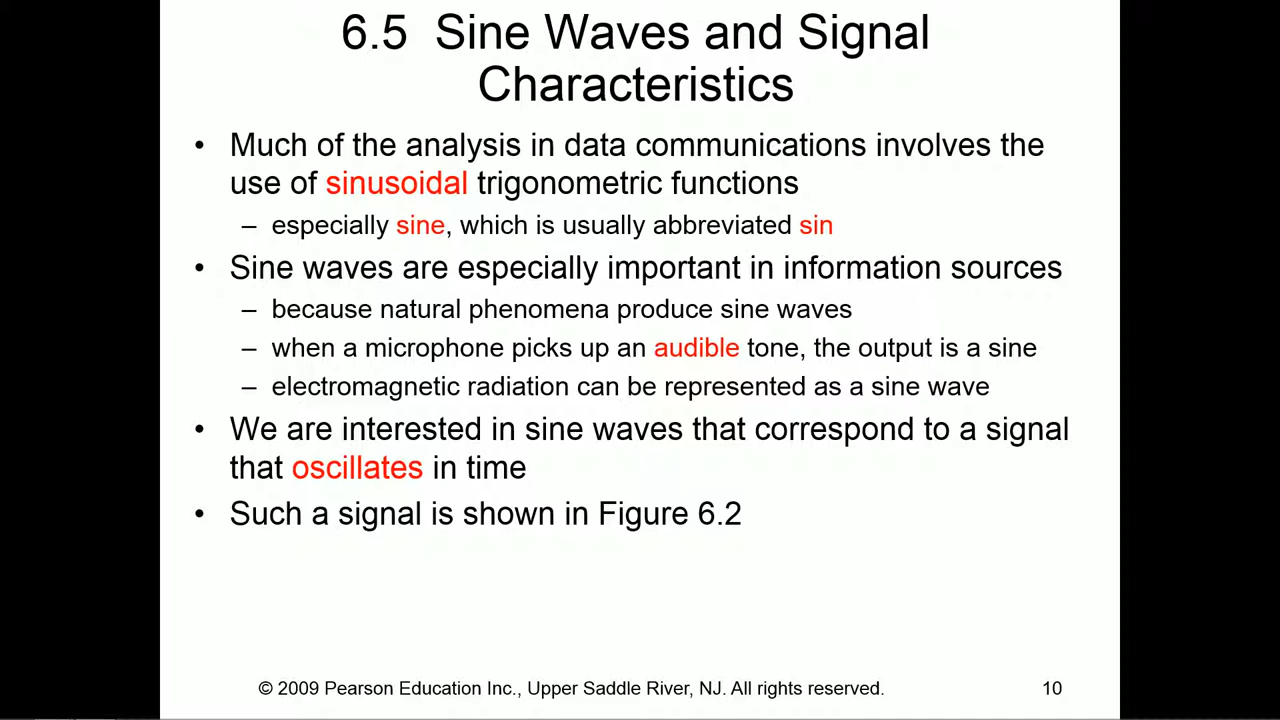 6.5 Sine Waves and Signal
Characteristics
• Much of the analysis in data communications involves the
use of sinusoidal trigonometric functions
– especially sine, which is usually abbreviated sin
• Sine waves are especially important in information sources
– because natural phenomena produce sine waves
– when a microphone picks up an audible tone, the output is a sine
– electromagnetic radiation can be represented as a sine wave
• We are interested in sine waves that correspond to a signal
that oscillates in time
• Such a signal is shown in Figure 6.2
© 2009 Pearson Education Inc., Upper Saddle River, NJ. All rights reserved. 10